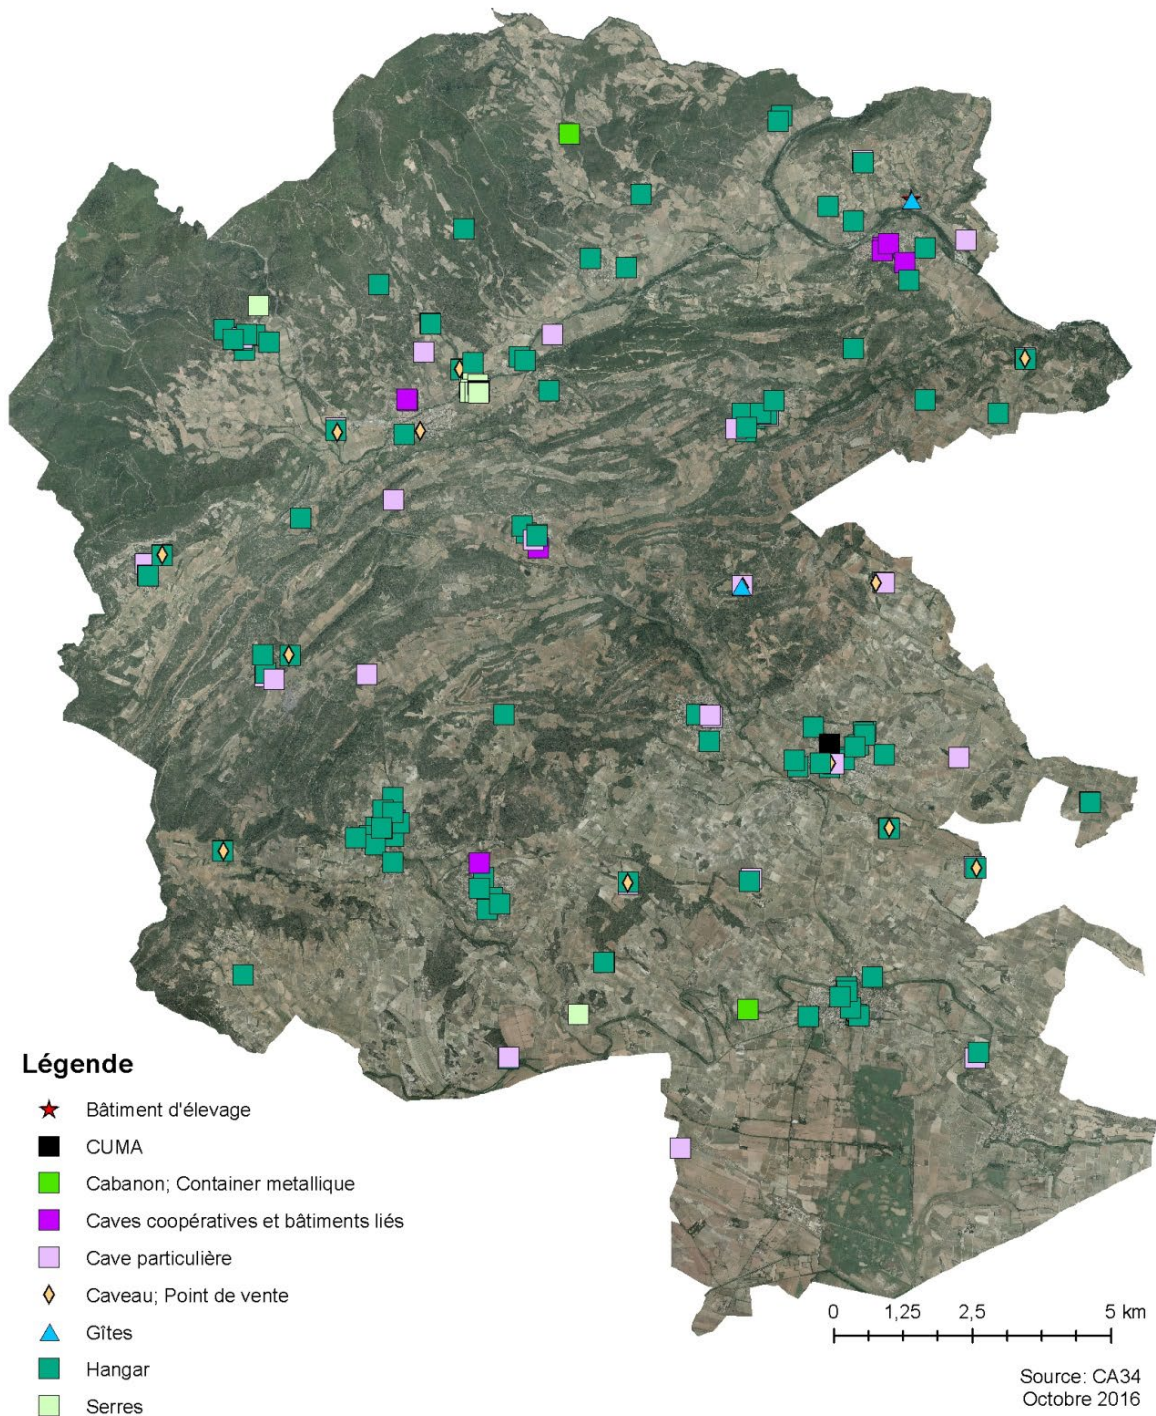 Légende
Bâtiment d'élevage
CUMA
Cabanon; Container metallique
Caves coopératives et bâtiments liés
Cave particulière
Caveau; Point de vente
Gîtes
Hangar
Serres
0 1,25 2,5 5 km
Source: CA34
Octobre 2016